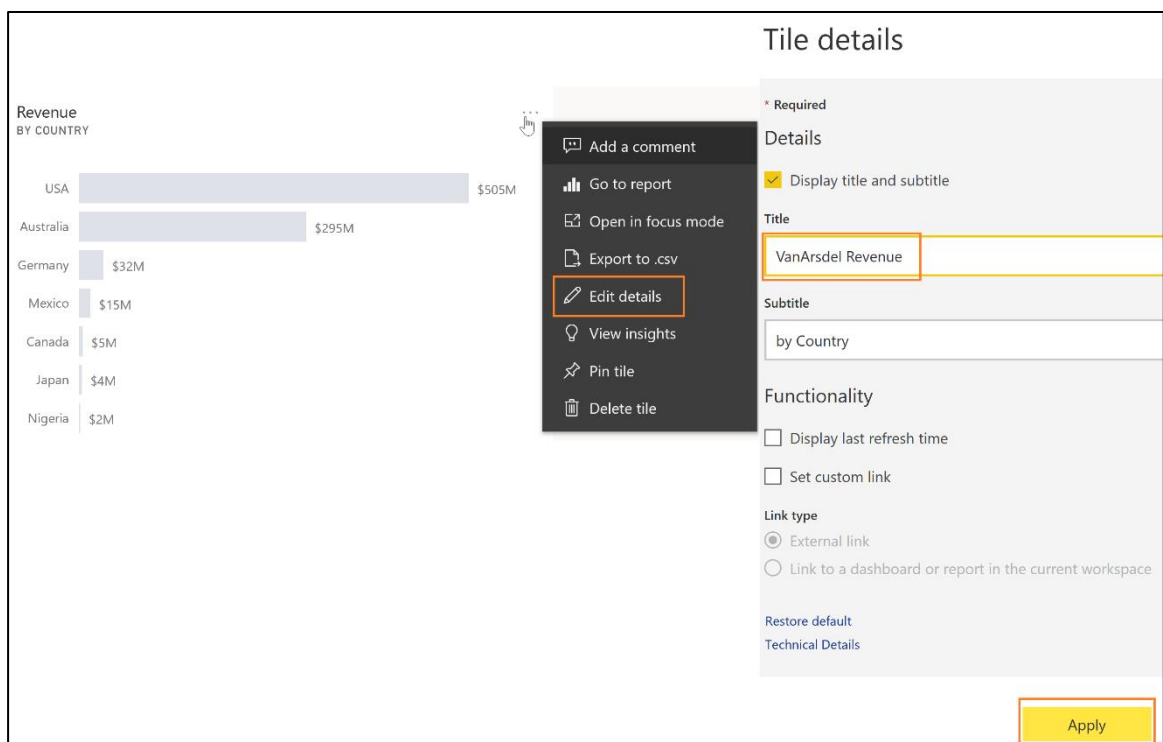 Revenue
BY COUNTRY
USA $505M
Australia $295M
Germany $32M
Mexico $15M
Canada $5M
Japan $4M
Nigeria $2M
Add a comment
Go to report
Open in focus mode
Export to .csv
Edit details
View insights
Pin tile
Delete tile
Tile details
* Required
Details
Display title and subtitle
Title
VanArsdel Revenue
Subtitle
by Country
Functionality
Display last refresh time
Set custom link
Link type
External link
Link to a dashboard or report in the current workspace
Restore default
Technical Details
Apply